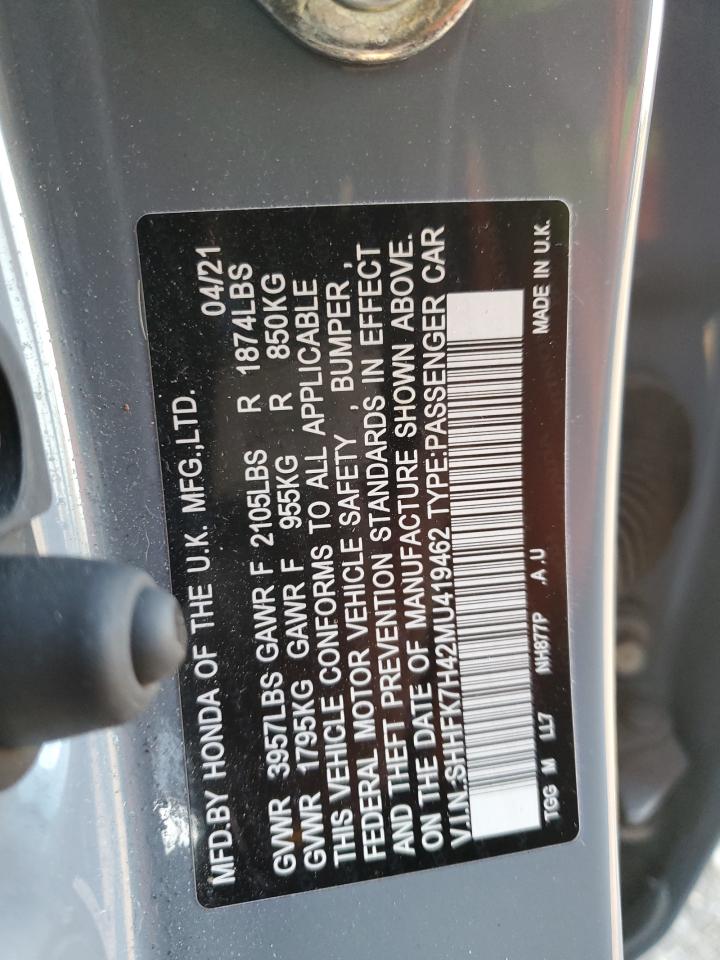 MFD.BY HONDA OF THE U.K. MFG.,LTD. 04/21
GVWR 3957LBS GAWR F 2105LBS R 1874LBS
GVWR 1795KG GAWR F 955KG R 850KG
THIS VEHICLE CONFORMS TO ALL APPLICABLE
FEDERAL MOTOR VEHICLE SAFETY , BUMPER ,
AND THEFT PREVENTION STANDARDS IN EFFECT
ON THE DATE OF MANUFACTURE SHOWN ABOVE.
V.I.N.:SHHFK7H42MU419462 TYPE:PASSENGER CAR
TGG M LL7 NH877P .A.U MADE IN U.K.